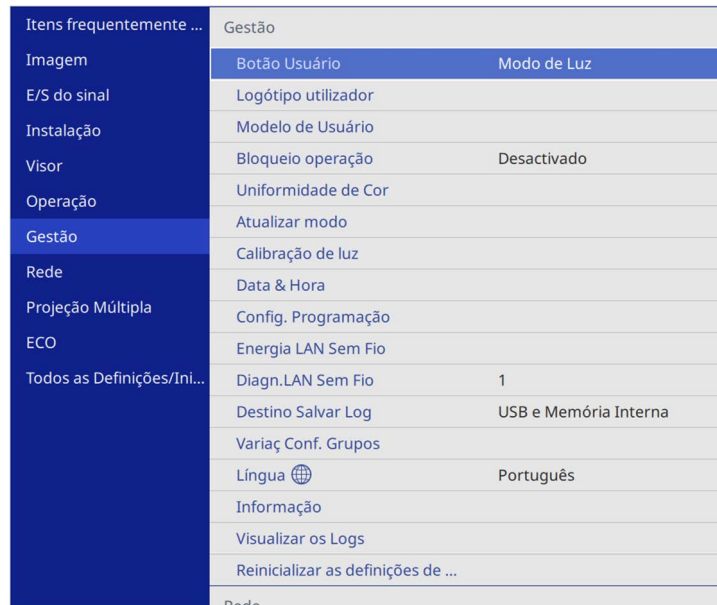 Itens frequentemente ...
Imagem
E/S do sinal
Instalação
Visor
Operação
Gestão
Rede
Projeção Múltipla
ECO
Todos as Definições/Ini...
Gestão
Botão Usuário Modo de Luz
Logótipo utilizador
Modelo de Usuário
Bloqueio operação Desactivado
Uniformidade de Cor
Atualizar modo
Calibração de luz
Data & Hora
Config. Programação
Energia LAN Sem Fio
Diagn.LAN Sem Fio 1
Destino Salvar Log USB e Memória Interna
Variaç Conf. Grupos
Língua Português
Informação
Visualizar os Logs
Reinicializar as definições de ...
Rede